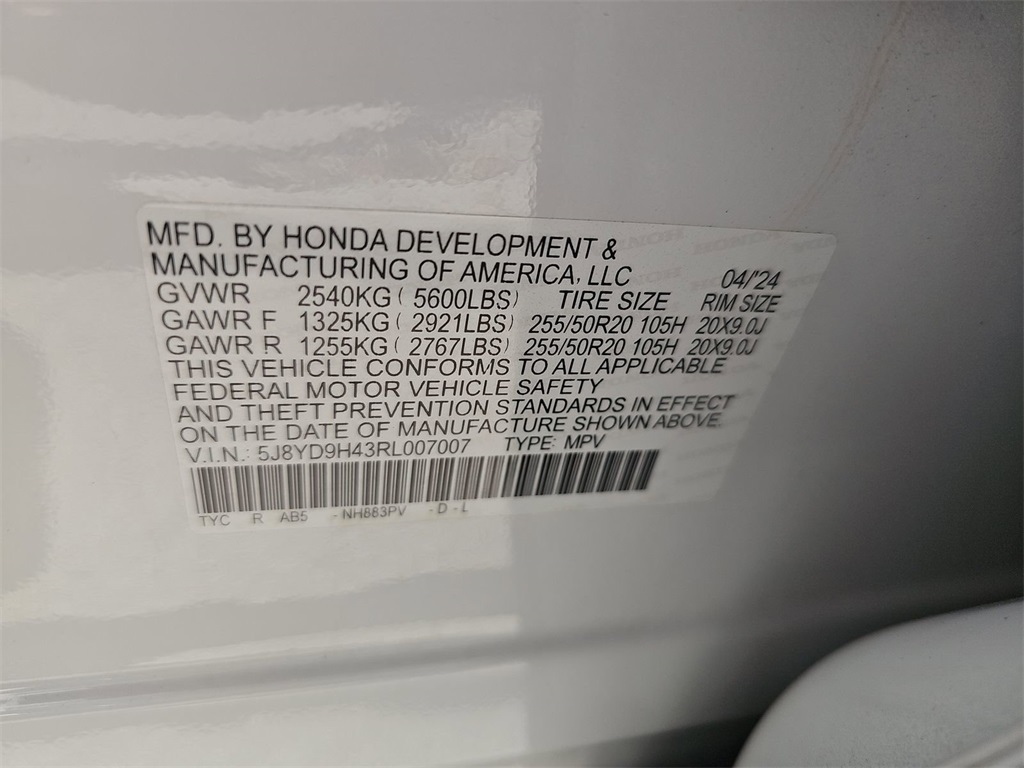 MFD. BY HONDA DEVELOPMENT &
MANUFACTURING OF AMERICA, LLC 04/'24
GVWR 2540KG ( 5600LBS) TIRE SIZE RIM SIZE
GAWR F 1325KG ( 2921LBS) 255/50R20 105H 20X9.0J
GAWR R 1255KG ( 2767LBS) 255/50R20 105H 20X9.0J
THIS VEHICLE CONFORMS TO ALL APPLICABLE
FEDERAL MOTOR VEHICLE SAFETY
AND THEFT PREVENTION STANDARDS IN EFFECT
ON THE DATE OF MANUFACTURE SHOWN ABOVE.
V.I.N.: 5J8YD9H43RL007007 TYPE: MPV
TYC R AB5 -NH883PV -D-L